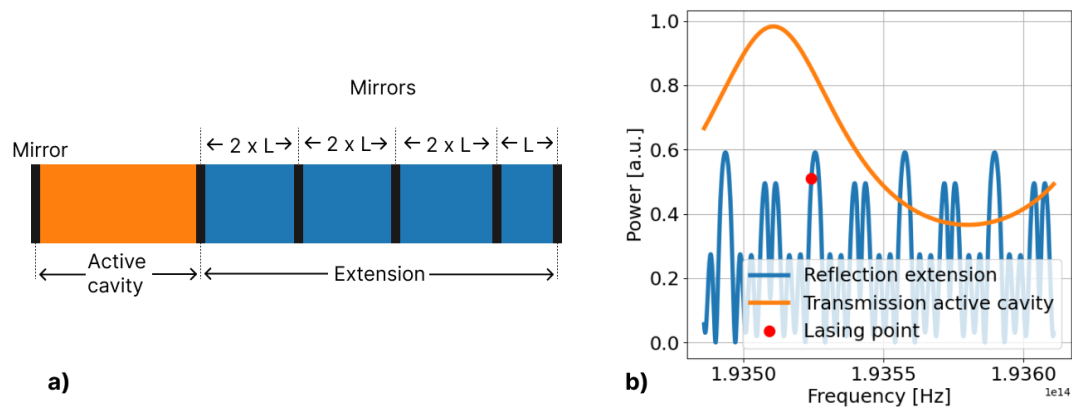 Mirrors
Mirror
← 2 x L→
← 2 x L→
← 2 x L→
← L→
Active
cavity
Extension
a)
Power [a.u.]
1.0
0.8
0.6
0.4
0.2
0.0
Reflection extension
Transmission active cavity
Lasing point
1.9350
1.9355
1.9360
Frequency [Hz]
1e14
b)